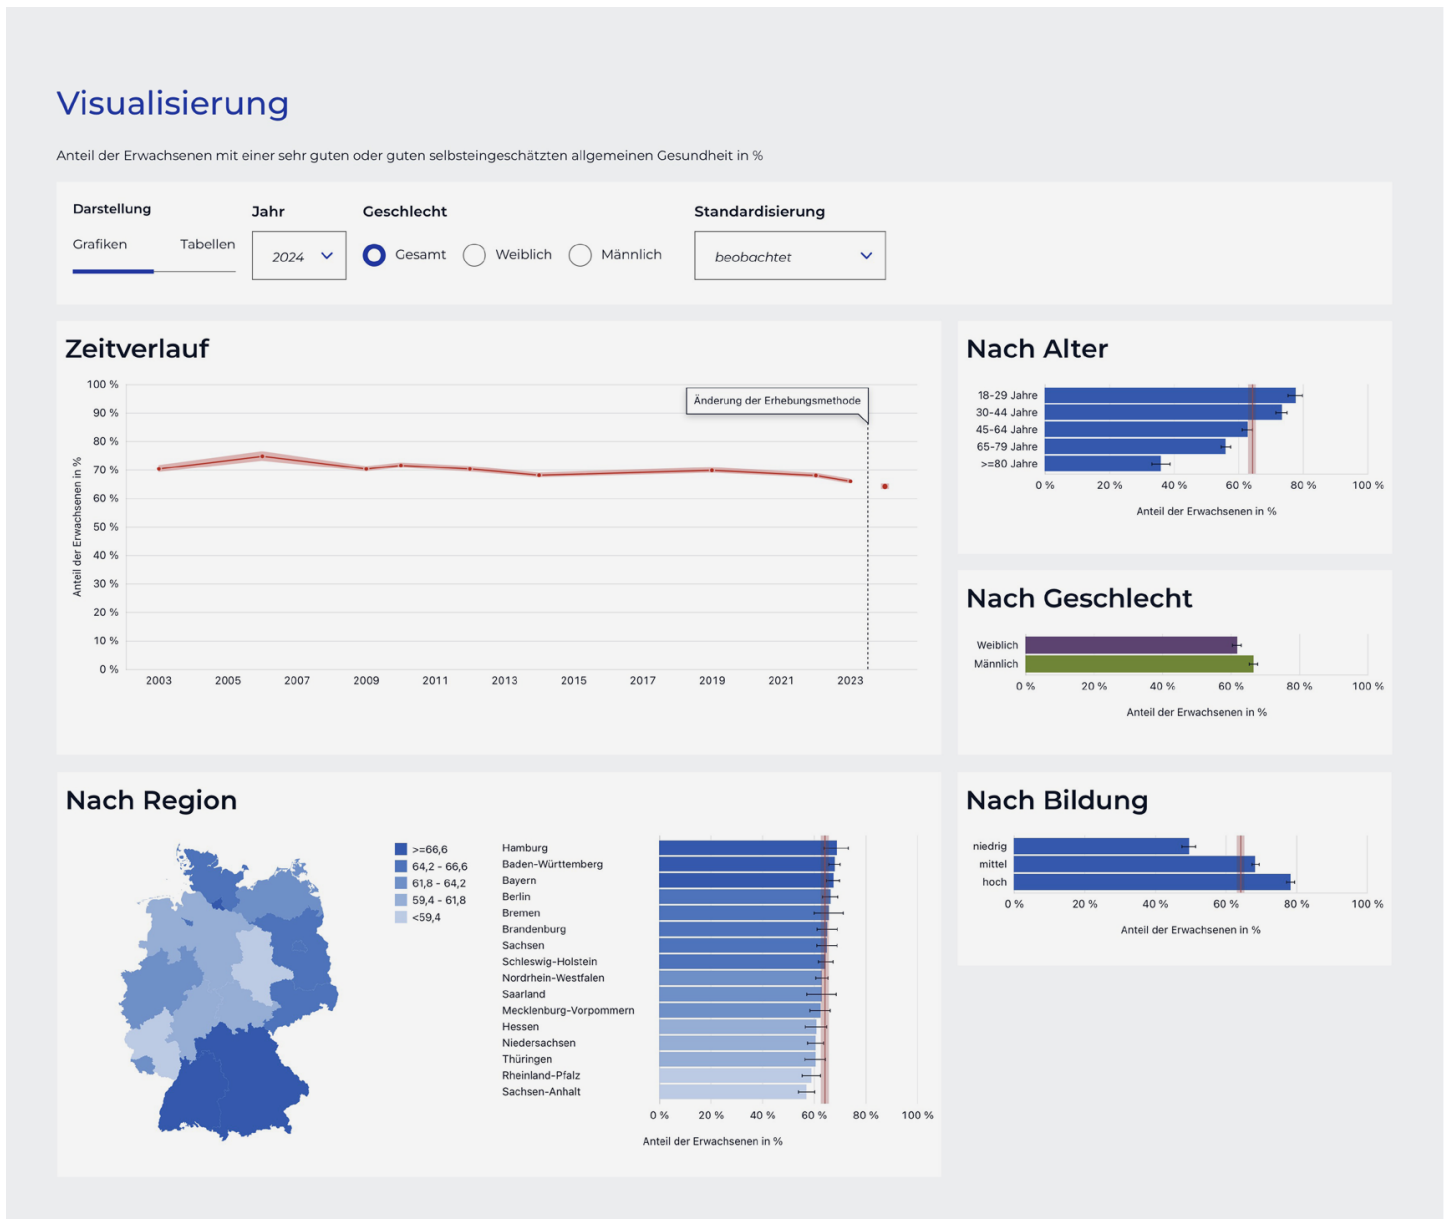 Visualisierung
Anteil der Erwachsenen mit einer sehr guten oder guten selbsteingeschätzten allgemeinen Gesundheit in %
Darstellung
Grafiken Tabellen
Jahr
2024
Geschlecht
Gesamt Weiblich Männlich
Standardisierung
beobachtet
Zeitverlauf
Anteil der Erwachsenen in %
100 %
90 %
80 %
70 %
60 %
50 %
40 %
30 %
20 %
10 %
0 %
Änderung der Erhebungsmethode
2003 2005 2007 2009 2011 2013 2015 2017 2019 2021 2023
Nach Alter
18-29 Jahre
30-44 Jahre
45-64 Jahre
65-79 Jahre
>=80 Jahre
0 % 20 % 40 % 60 % 80 % 100 %
Anteil der Erwachsenen in %
Nach Geschlecht
Weiblich
Männlich
0 % 20 % 40 % 60 % 80 % 100 %
Anteil der Erwachsenen in %
Nach Region
>=66,6
64,2 - 66,6
61,8 - 64,2
59,4 - 61,8
<59,4
Hamburg
Baden-Württemberg
Bayern
Berlin
Bremen
Brandenburg
Sachsen
Schleswig-Holstein
Nordrhein-Westfalen
Saarland
Mecklenburg-Vorpommern
Hessen
Niedersachsen
Thüringen
Rheinland-Pfalz
Sachsen-Anhalt
0 % 20 % 40 % 60 % 80 % 100 %
Anteil der Erwachsenen in %
Nach Bildung
niedrig
mittel
hoch
0 % 20 % 40 % 60 % 80 % 100 %
Anteil der Erwachsenen in %